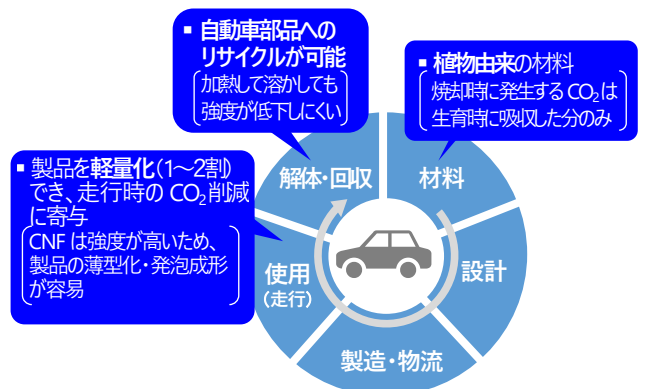 ▪ 自動車部品への
リサイクルが可能
加熱して溶かしても
強度が低下しにくい
▪ 植物由来の材料
焼却時に発生するCO₂は
生育時に吸収した分のみ
▪ 製品を軽量化(1～2割)
でき、走行時のCO₂削減
に寄与
CNFは強度が高いため、
製品の薄型化・発泡成形
が容易
解体・回収
材料
設計
製造・物流
使用
(走行)